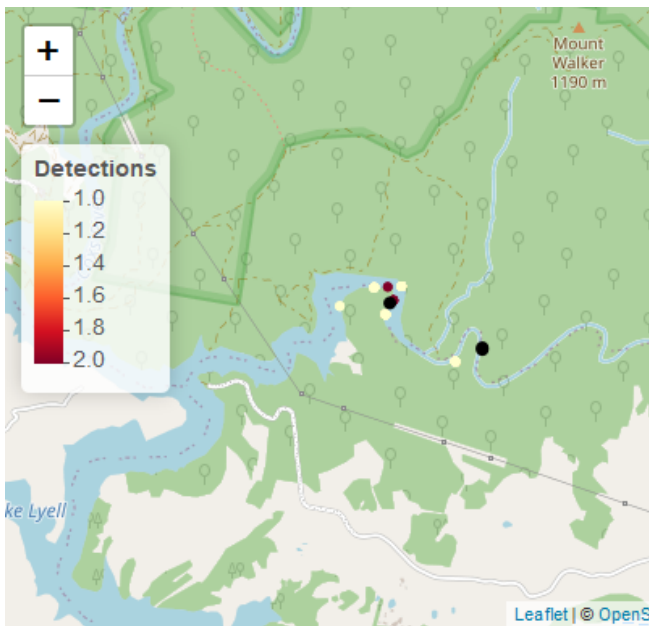 +
−
Detections
1.0
1.2
1.4
1.6
1.8
2.0
Mount
Walker
1190 m
ke Lyell
Leaflet | © OpenS